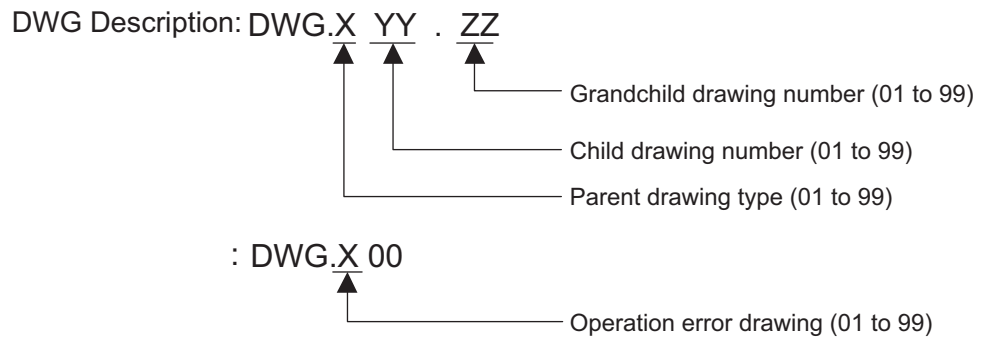 DWG Description: DWG.X YY . ZZ
Grandchild drawing number (01 to 99)
Child drawing number (01 to 99)
Parent drawing type (01 to 99)
: DWG.X 00
Operation error drawing (01 to 99)